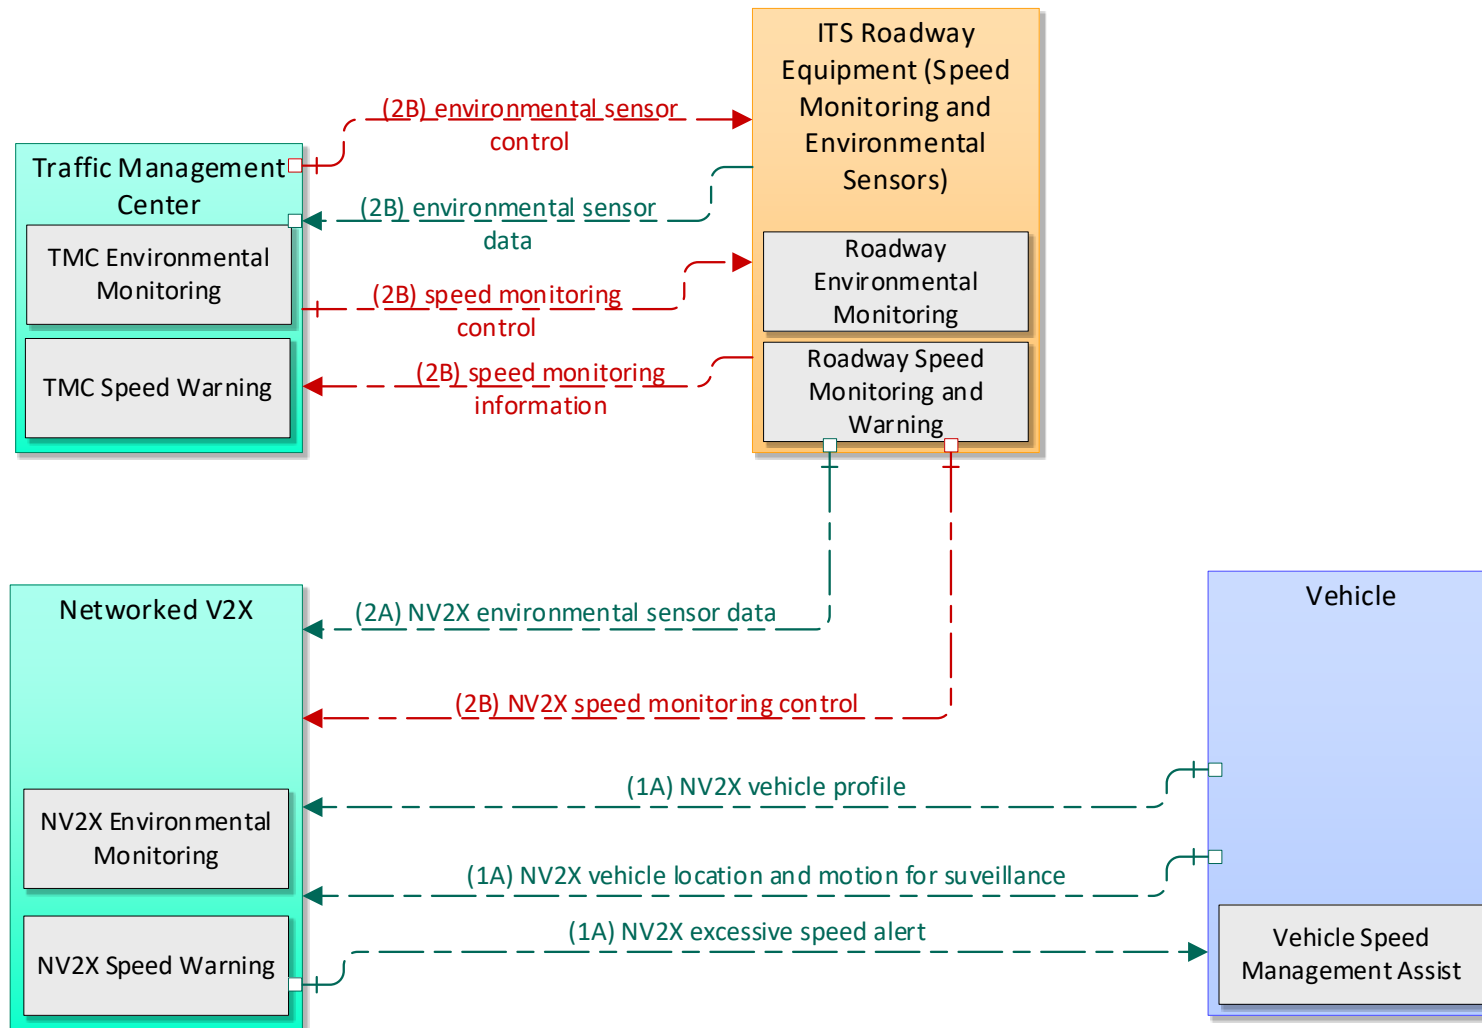 ITS Roadway
Equipment (Speed
Monitoring and
Environmental
Sensors)
(2B) environmental sensor
control
Traffic Management
Center
(2B) environmental sensor
data
TMC Environmental
Monitoring
Roadway
Environmental
Monitoring
(2B) speed monitoring
control
TMC Speed Warning
(2B) speed monitoring
information
Roadway Speed
Monitoring and
Warning
Networked V2X
Vehicle
(2A) NV2X environmental sensor data
(2B) NV2X speed monitoring control
(1A) NV2X vehicle profile
NV2X Environmental
Monitoring
(1A) NV2X vehicle location and motion for suveillance
(1A) NV2X excessive speed alert
NV2X Speed Warning
Vehicle Speed
Management Assist